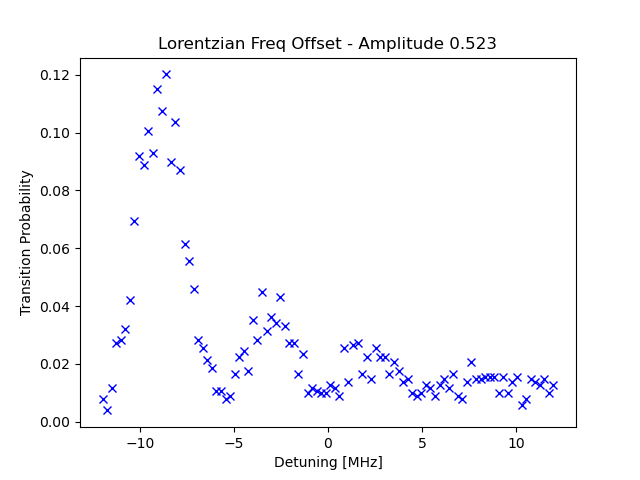 Lorentzian Freq Offset - Amplitude 0.523
Transition Probability
0.12
0.10
0.08
0.06
0.04
0.02
0.00
−10 −5 0 5 10
Detuning [MHz]